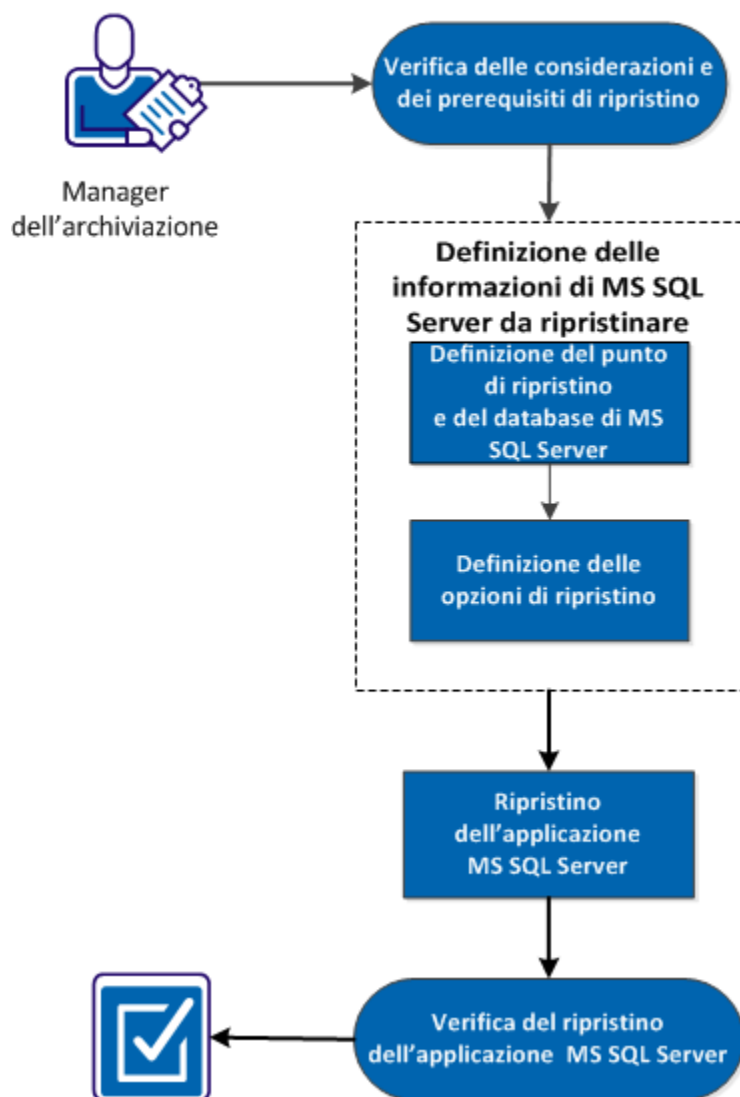 Verifica delle considerazioni e
dei prerequisiti di ripristino
Manager
dell’archiviazione
Definizione delle
informazioni di MS SQL
Server da ripristinare
Definizione del punto
di ripristino
e del database di MS
SQL Server
Definizione delle
opzioni di ripristino
Ripristino
dell’applicazione
MS SQL Server
Verifica del ripristino
dell’applicazione MS SQL Server